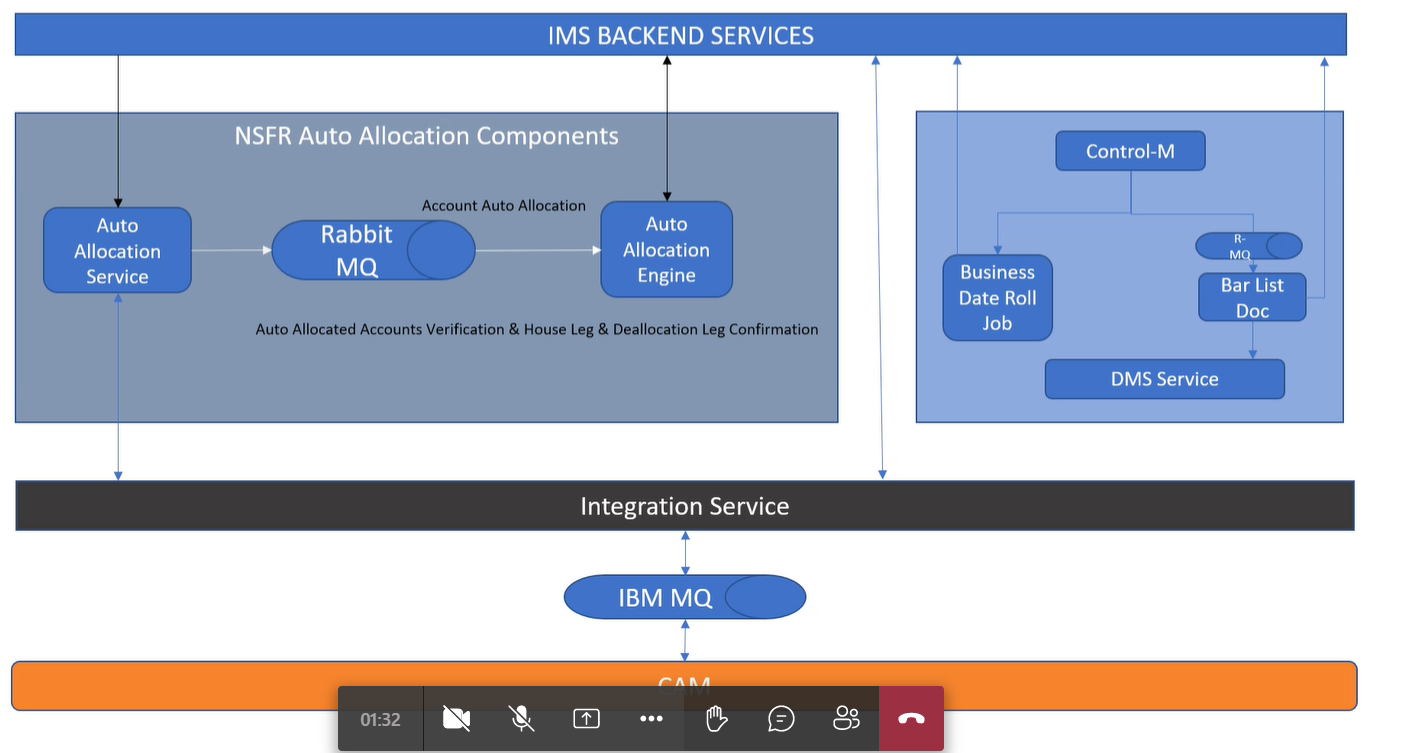 IMS BACKEND SERVICES
NSFR Auto Allocation Components
Auto
Allocation
Service
Rabbit
MQ
Account Auto Allocation
Auto
Allocation
Engine
Auto Allocated Accounts Verification & House Leg & Deallocation Leg Confirmation
Control-M
Business
Date Roll
Job
R-
MQ
Bar List
Doc
DMS Service
Integration Service
IBM MQ
CAM
01:32